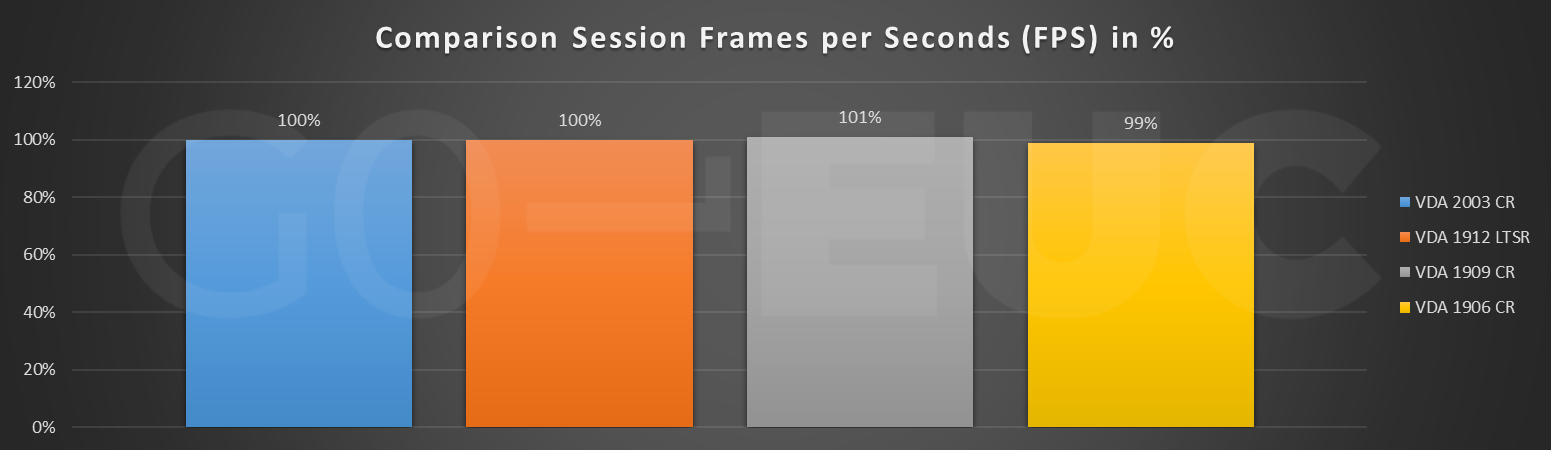 Comparison Session Frames per Seconds (FPS) in %
120%
100%
80%
60%
40%
20%
0%
100%
100%
101%
99%
VDA 2003 CR
VDA 1912 LTSR
VDA 1909 CR
VDA 1906 CR
GO-EUC